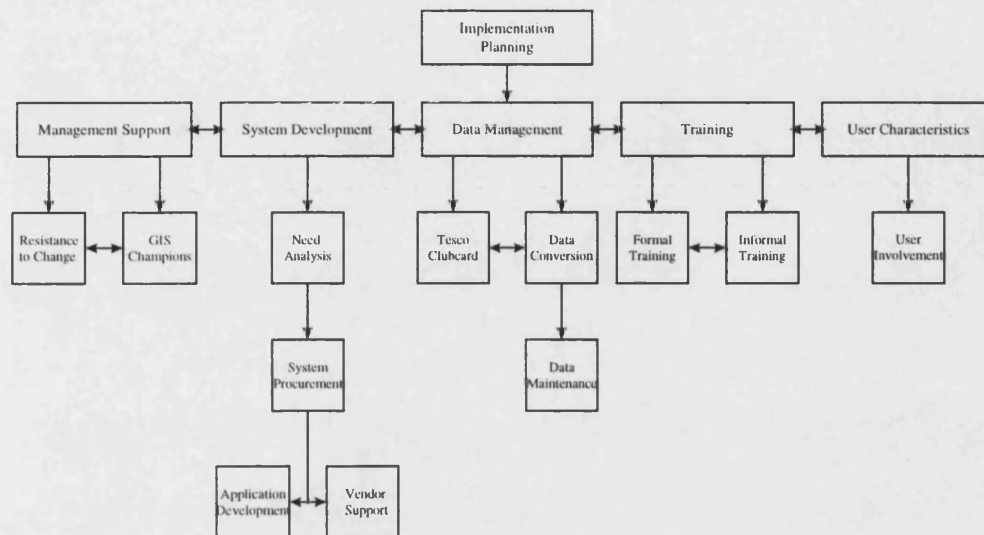 Implementation
Planning
Management Support
System Development
Data Management
Training
User Characteristics
Resistance
to Change
GIS
Champions
Need
Analysis
Tesco
Clubcard
Data
Conversion
Formal
Training
Informal
Training
User
Involvement
System
Procurement
Data
Maintenance
Application
Development
Vendor
Support